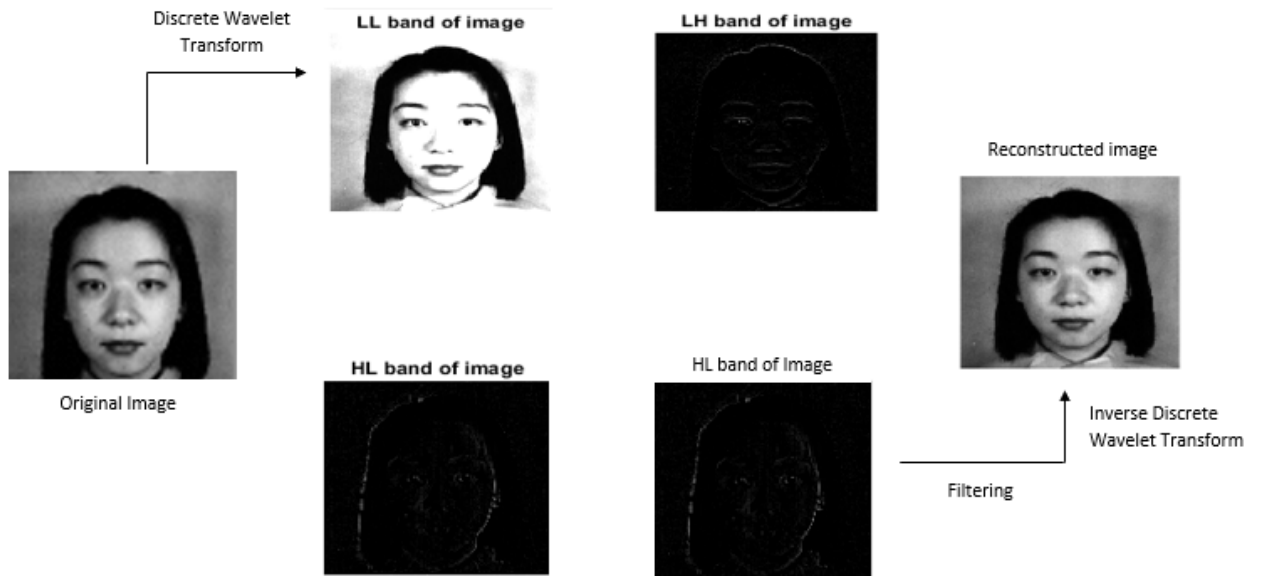 Discrete Wavelet
Transform
LL band of image
LH band of image
Reconstructed image
Original Image
HL band of image
HL band of Image
Inverse Discrete
Wavelet Transform
Filtering